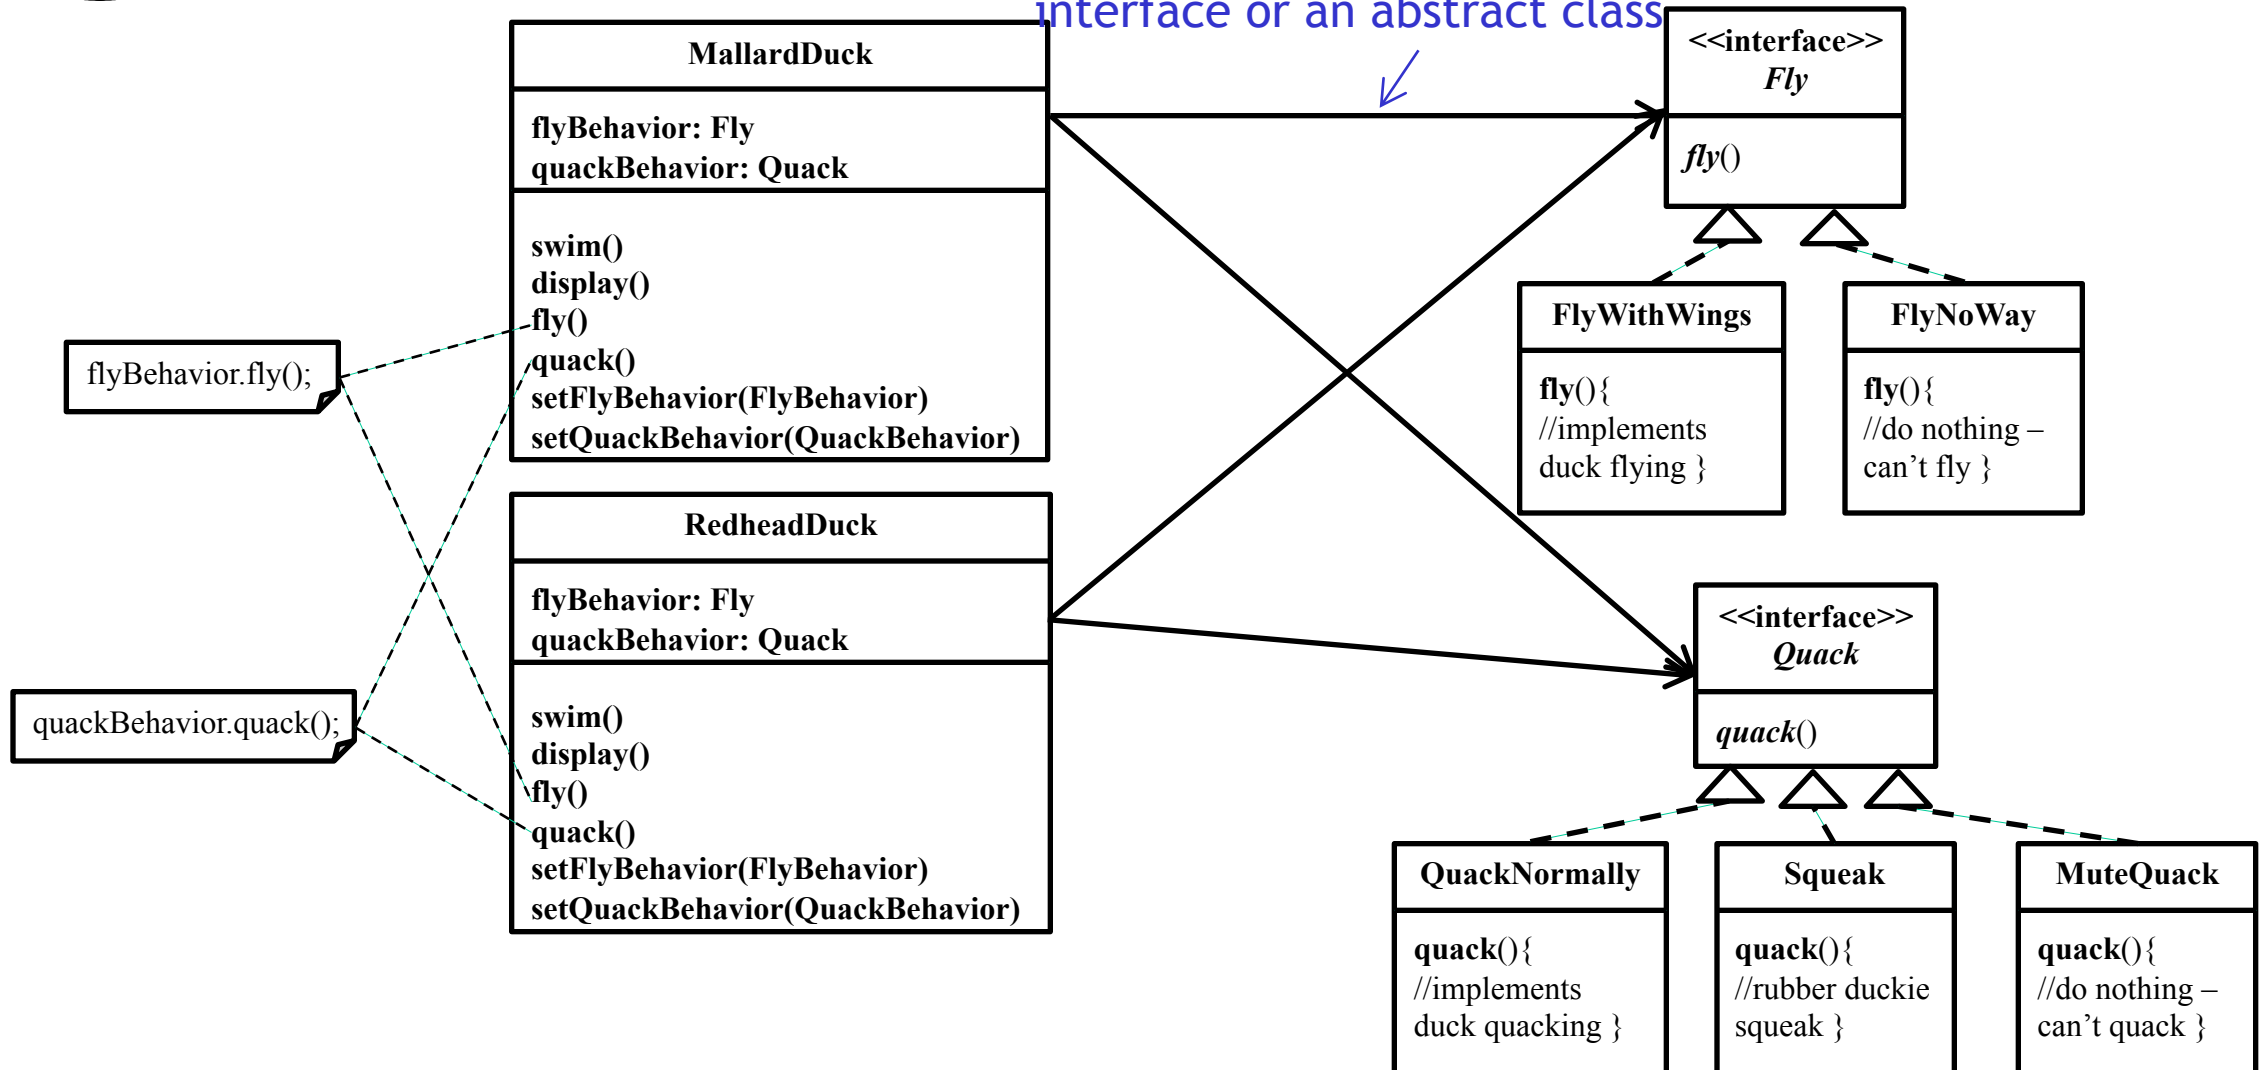 interface or an abstract class
MallardDuck
flyBehavior: Fly
quackBehavior: Quack
swim()
display()
fly()
quack()
setFlyBehavior(FlyBehavior)
setQuackBehavior(QuackBehavior)
flyBehavior.fly();
quackBehavior.quack();
RedheadDuck
flyBehavior: Fly
quackBehavior: Quack
swim()
display()
fly()
quack()
setFlyBehavior(FlyBehavior)
setQuackBehavior(QuackBehavior)
<<interface>>
Fly
fly()
FlyWithWings
fly(){
//implements
duck flying }
FlyNoWay
fly(){
//do nothing –
can’t fly }
<<interface>>
Quack
quack()
QuackNormally
quack(){
//implements
duck quacking }
Squeak
quack(){
//rubber duckie
squeak }
MuteQuack
quack(){
//do nothing –
can’t quack }